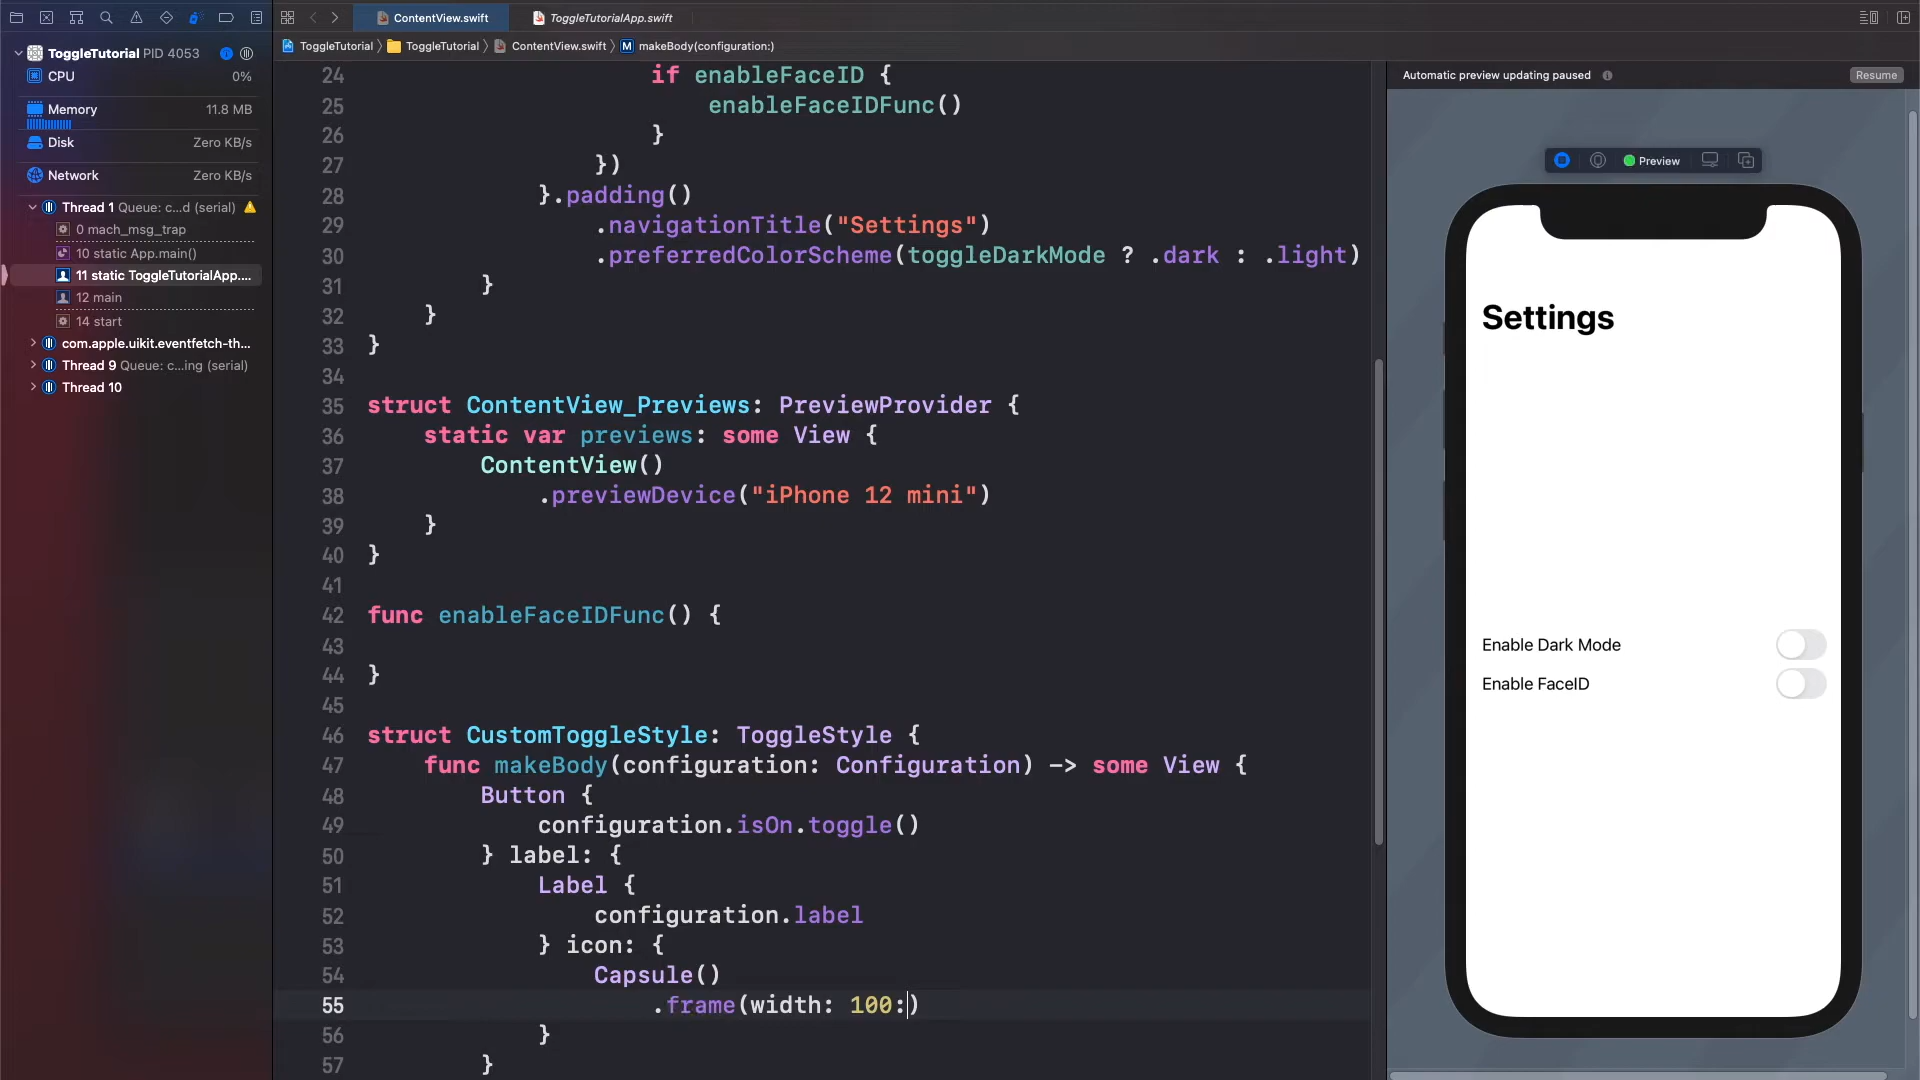 ContentView.swift
ToggleTutorialApp.swift
ToggleTutorial PID 4053
ToggleTutorial
ToggleTutorial
ContentView.swift
M
makeBody(configuration:)
CPU
0%
Memory
11.8 MB
Disk
Zero KB/s
Network
Zero KB/s
Thread 1 Queue: c...d (serial)
0 mach_msg_trap
10 static App.main()
11 static ToggleTutorialApp....
12 main
14 start
com.apple.uikit.eventfetch-th...
Thread 9 Queue: c...ing (serial)
Thread 10
24 if enableFaceID {
25 enableFaceIDFunc()
26 }
27 })
28 }.padding()
29 .navigationTitle("Settings")
30 .preferredColorScheme(toggleDarkMode ? .dark : .light)
31 }
32 }
33 }
34
35 struct ContentView_Previews: PreviewProvider {
36 static var previews: some View {
37 ContentView()
38 .previewDevice("iPhone 12 mini")
39 }
40 }
41
42 func enableFaceIDFunc() {
43
44 }
45
46 struct CustomToggleStyle: ToggleStyle {
47 func makeBody(configuration: Configuration) -> some View {
48 Button {
49 configuration.isOn.toggle()
50 } label: {
51 Label {
52 configuration.label
53 } icon: {
54 Capsule()
55 .frame(width: 100:)
56 }
57 }
Automatic preview updating paused
Resume
Preview
Settings
Enable Dark Mode
Enable FaceID